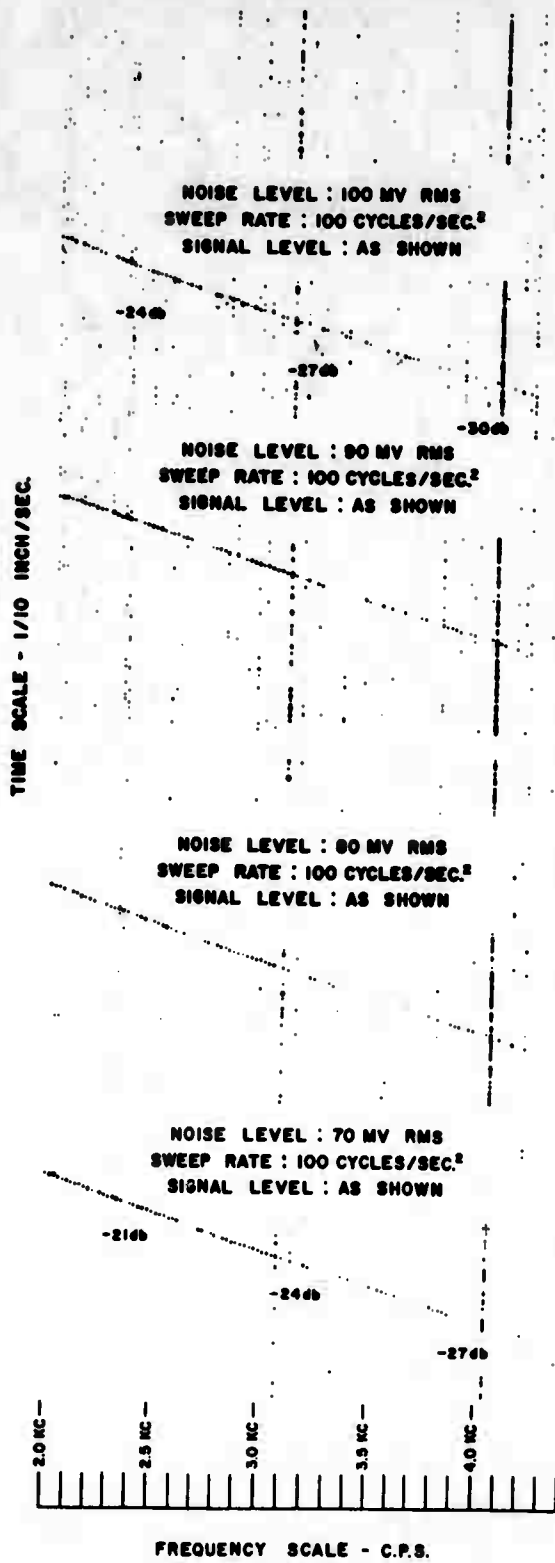 NOISE LEVEL : 100 MV RMS
SWEEP RATE : 100 CYCLES/SEC.²
SIGNAL LEVEL : AS SHOWN
-24db
-27db
-30db
NOISE LEVEL : 90 MV RMS
SWEEP RATE : 100 CYCLES/SEC.²
SIGNAL LEVEL : AS SHOWN
TIME SCALE - 1/10 INCH/SEC.
NOISE LEVEL : 80 MV RMS
SWEEP RATE : 100 CYCLES/SEC.²
SIGNAL LEVEL : AS SHOWN
NOISE LEVEL : 70 MV RMS
SWEEP RATE : 100 CYCLES/SEC.²
SIGNAL LEVEL : AS SHOWN
-21db
-24db
-27db
2.0 KC
2.5 KC
3.0 KC
3.5 KC
4.0 KC
FREQUENCY SCALE - C.P.S.